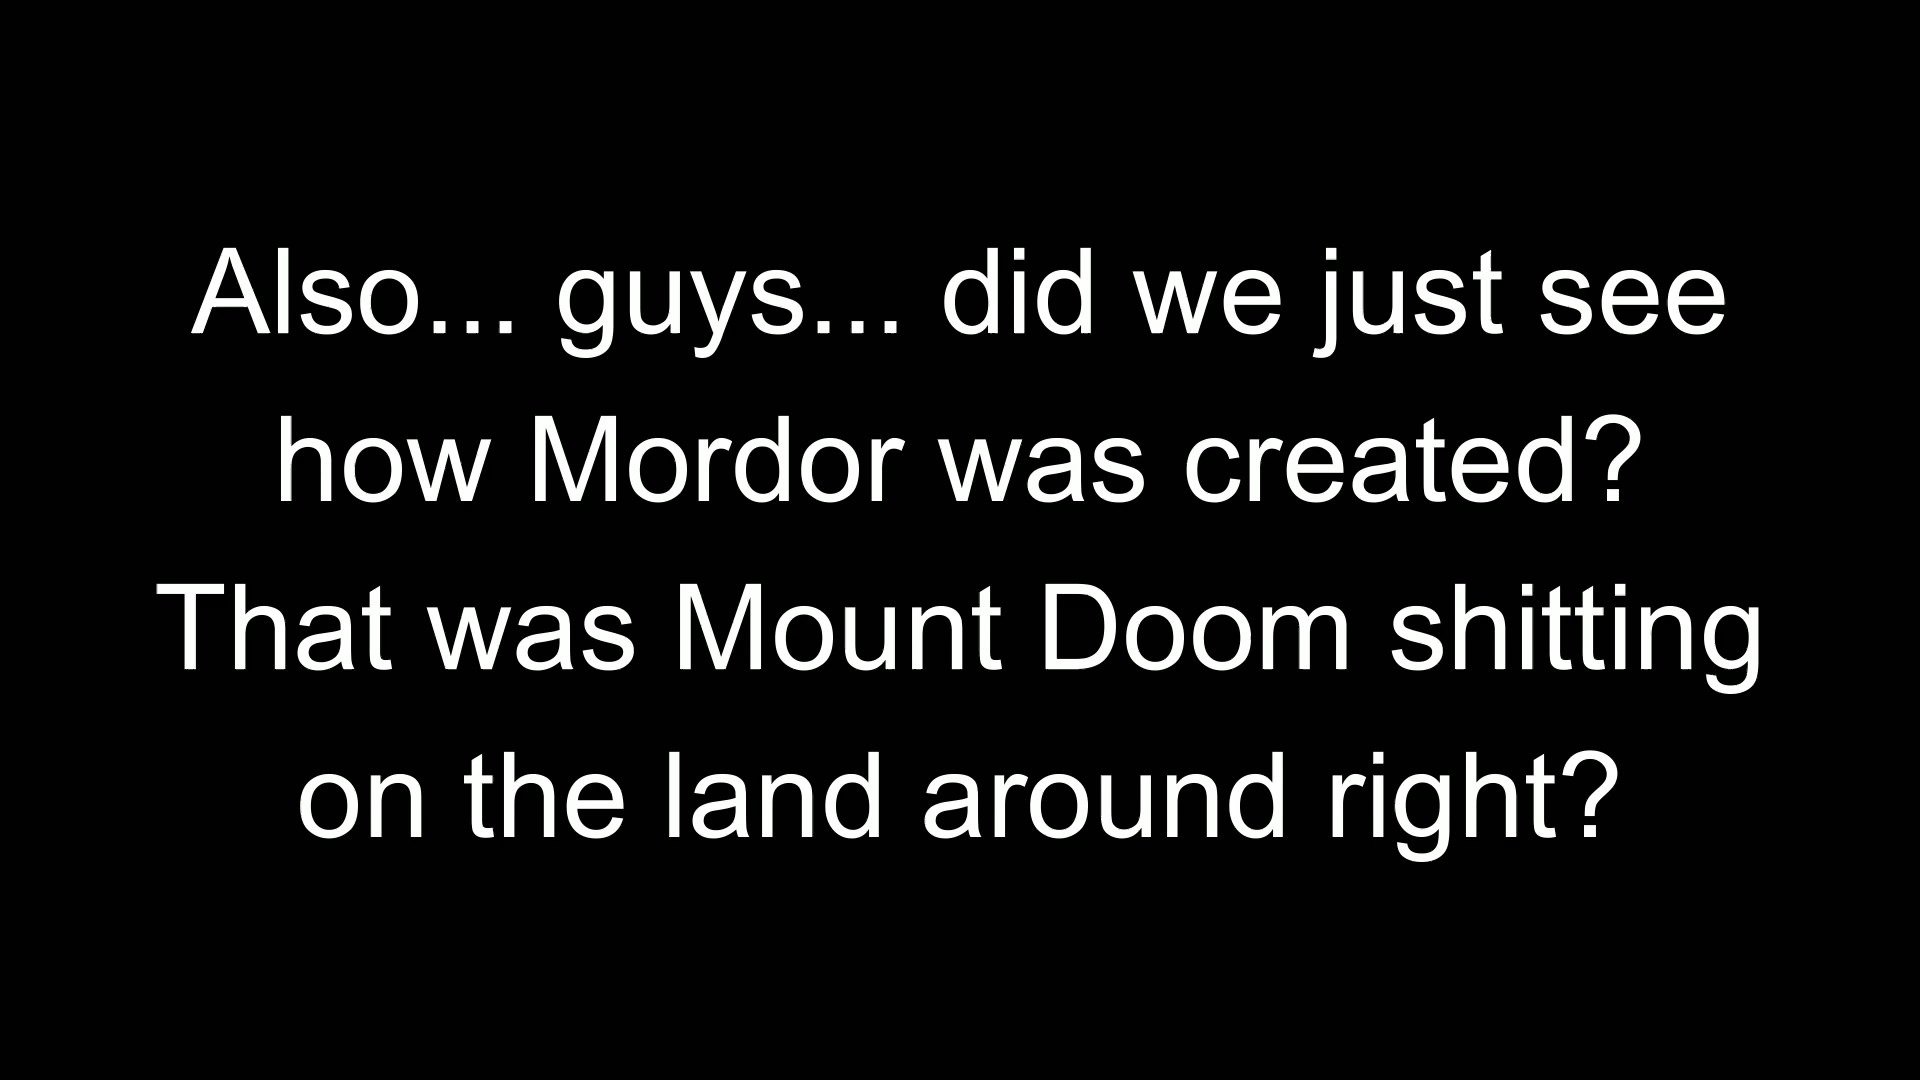 Also... guys... did we just see
how Mordor was created?
That was Mount Doom shitting
on the land around right?